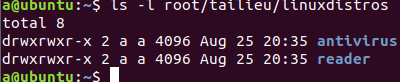 a@ubuntu:~$ ls -l root/tailieu/linuxdistros
total 8
drwxrwxr-x 2 a a 4096 Aug 25 20:35 antivirus
drwxrwxr-x 2 a a 4096 Aug 25 20:35 reader
a@ubuntu:~$